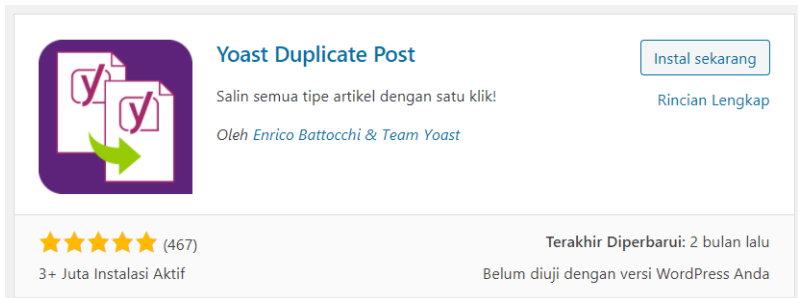 Yoast Duplicate Post
Instal sekarang
Salin semua tipe artikel dengan satu klik!
Rincian Lengkap
Oleh Enrico Battocchi & Team Yoast
(467)
Terakhir Diperbarui: 2 bulan lalu
3+ Juta Instalasi Aktif
Belum diuji dengan versi WordPress Anda